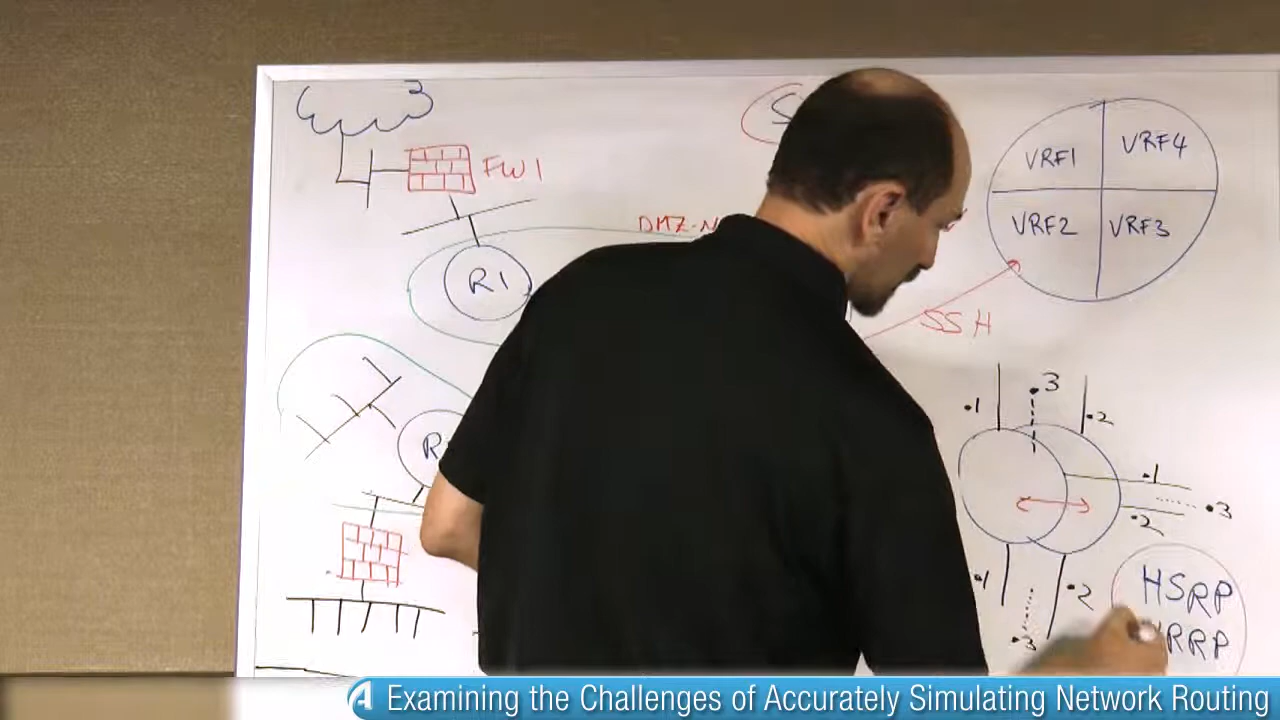 FW1
VRF1
VRF4
VRF2
VRF3
R1
SSH
.1
.3
.2
.1
.3
.2
.1
.2
.3
HSRP
Examining the Challenges of Accurately Simulating Network Routing